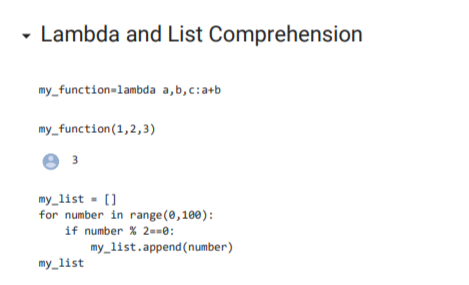 Lambda and List Comprehension
my_function=lambda a,b,c:a+b
my_function(1,2,3)
3
my_list = []
for number in range(0,100):
    if number % 2==0:
        my_list.append(number)
my_list